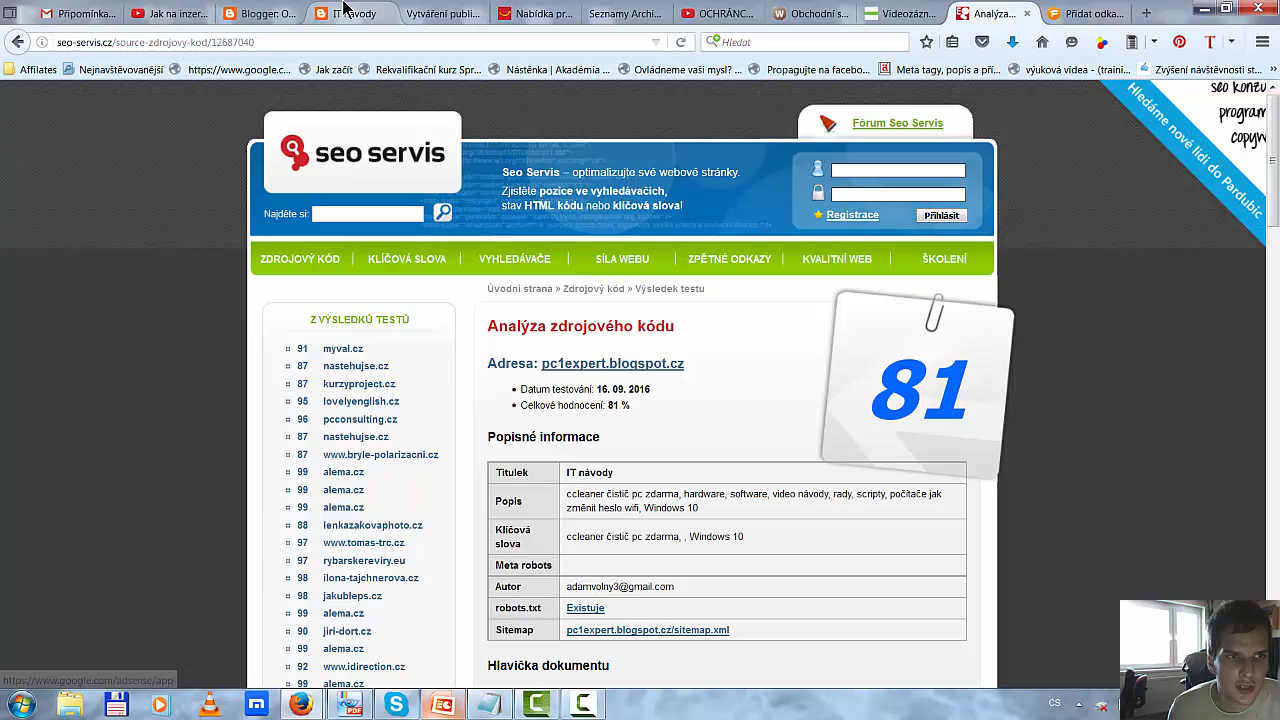 Připomínka...
Jak na inzer...
Blogger: O...
IT návody
Vytváření publ...
Nabídka pr...
Seznamy Archi...
OCHRÁNC...
Obchodní s...
Videozázn...
Analýza...
Přidat odka...
seo-servis.cz/source-zdrojovy-kod/12687040
Hledat
Affilates
Nejnavštěvovanější
https://www.google.c...
Jak začít
Rekvalifikační kurz Spr...
Nástěnka | Akadémia ...
Ovládneme vaši mysl? ...
Propagujte na facebo...
Meta tagy, popis a při...
výuková videa - (traini...
Zvýšení návštěvnosti st...
seo konzu
program
copyw
Hledáme nové lidi do Pardubic
Fórum Seo Servis
seo servis
Seo Servis – optimalizujte své webové stránky.
Zjistěte pozice ve vyhledávačích,
stav HTML kódu nebo klíčová slova!
Najděte si:
Registrace
Přihlásit
ZDROJOVÝ KÓD
KLÍČOVÁ SLOVA
VYHLEDÁVAČE
SÍLA WEBU
ZPĚTNÉ ODKAZY
KVALITNÍ WEB
ŠKOLENÍ
Úvodní strana » Zdrojový kód » Výsledek testu
Z VÝSLEDKŮ TESTŮ
91 myval.cz
87 nastehujse.cz
87 kurzyproject.cz
95 lovelyenglish.cz
96 pcconsulting.cz
87 nastehujse.cz
87 www.bryle-polarizacni.cz
99 alema.cz
99 alema.cz
99 alema.cz
88 lenkazakovaphoto.cz
97 www.tomas-trc.cz
97 rybarskereviry.eu
98 ilona-tajchnerova.cz
98 jakubleps.cz
99 alema.cz
90 jiri-dort.cz
99 alema.cz
92 www.idirection.cz
99 alema.cz
Analýza zdrojového kódu
Adresa: pc1expert.blogspot.cz
Datum testování: 16. 09. 2016
Celkové hodnocení: 81 %
81
Popisné informace
Titulek IT návody
Popis ccleaner čistič pc zdarma, hardware, software, video návody, rady, scripty, počítače jak
změnit heslo wifi, Windows 10
Klíčová slova ccleaner čistič pc zdarma, , Windows 10
Meta robots
Autor adamvolny3@gmail.com
robots.txt Existuje
Sitemap pc1expert.blogspot.cz/sitemap.xml
Hlavička dokumentu
https://www.google.com/adsense/app
PDF
CS